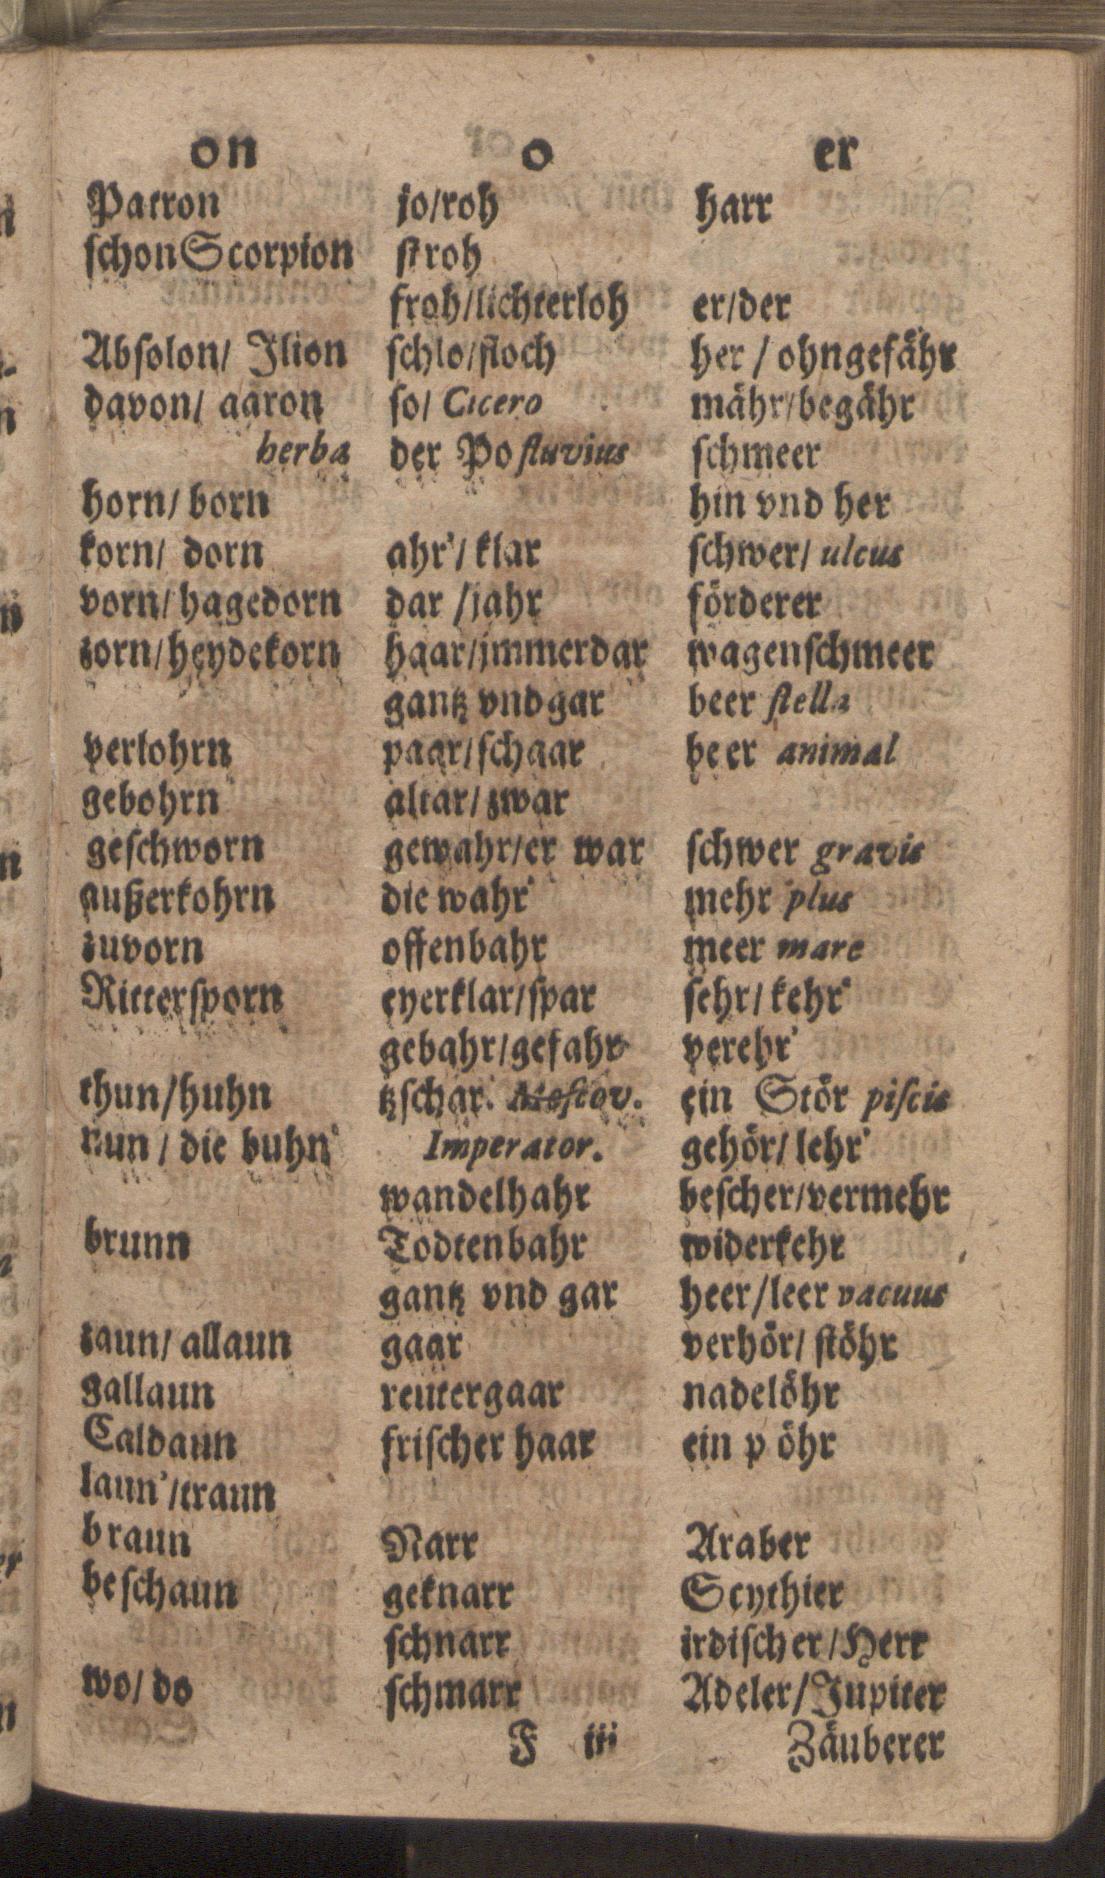 on
Patron
schon Scorpion
Absolon/ Jlion
davon/ aaron
herba
horn/ born
korn/ dorn
vorn/ hagedorn
zorn/ heydekorn
verlohrn
gebohrn
geschworn
außerkohrn
zuvorn
Rittersporn
thun/huhn
nun / die buhn'
brunn
zaun/ allaun
gallaun
Caldaun
laun'/traun
braun
beschaun
wo/ do
o
jo/roh
stroh
froh/lichterloh
schlo/floch
so/ Cicero
der Po fluvius
ahr'/ klar
dar /jahr
haar/jmmerdar
gantz vnd gar
paar/schaar
altar/ zwar
gewahr/er war
die wahr'
offenbahr
eyerklar/spar
gebahr/gefahr
tzschar. Moscov.
Imperator.
wandelhahr
Todtenbahr
gantz vnd gar
gaar
reutergaar
frischer haar
Narr
geknarr
schnarr
schmarr
er
harr
er/der
her / ohngefähr
mähr/begähr
schmeer
hin vnd her
schwer/ ulcus
förderer
wagenschmeer
beer stella
beer animal
schwer gravis
mehr plus
meer mare
sehr/ kehr'
verehr'
ein Stör piscis
gehör/ lehr'
bescher/vermehr
widerkehr
heer/leer vacuus
verhör/ stöhr
nadelöhr
ein p öhr
Araber
Scythier
irdischer/Herr
Adeler/Jupiter
F iii
Zäuberer